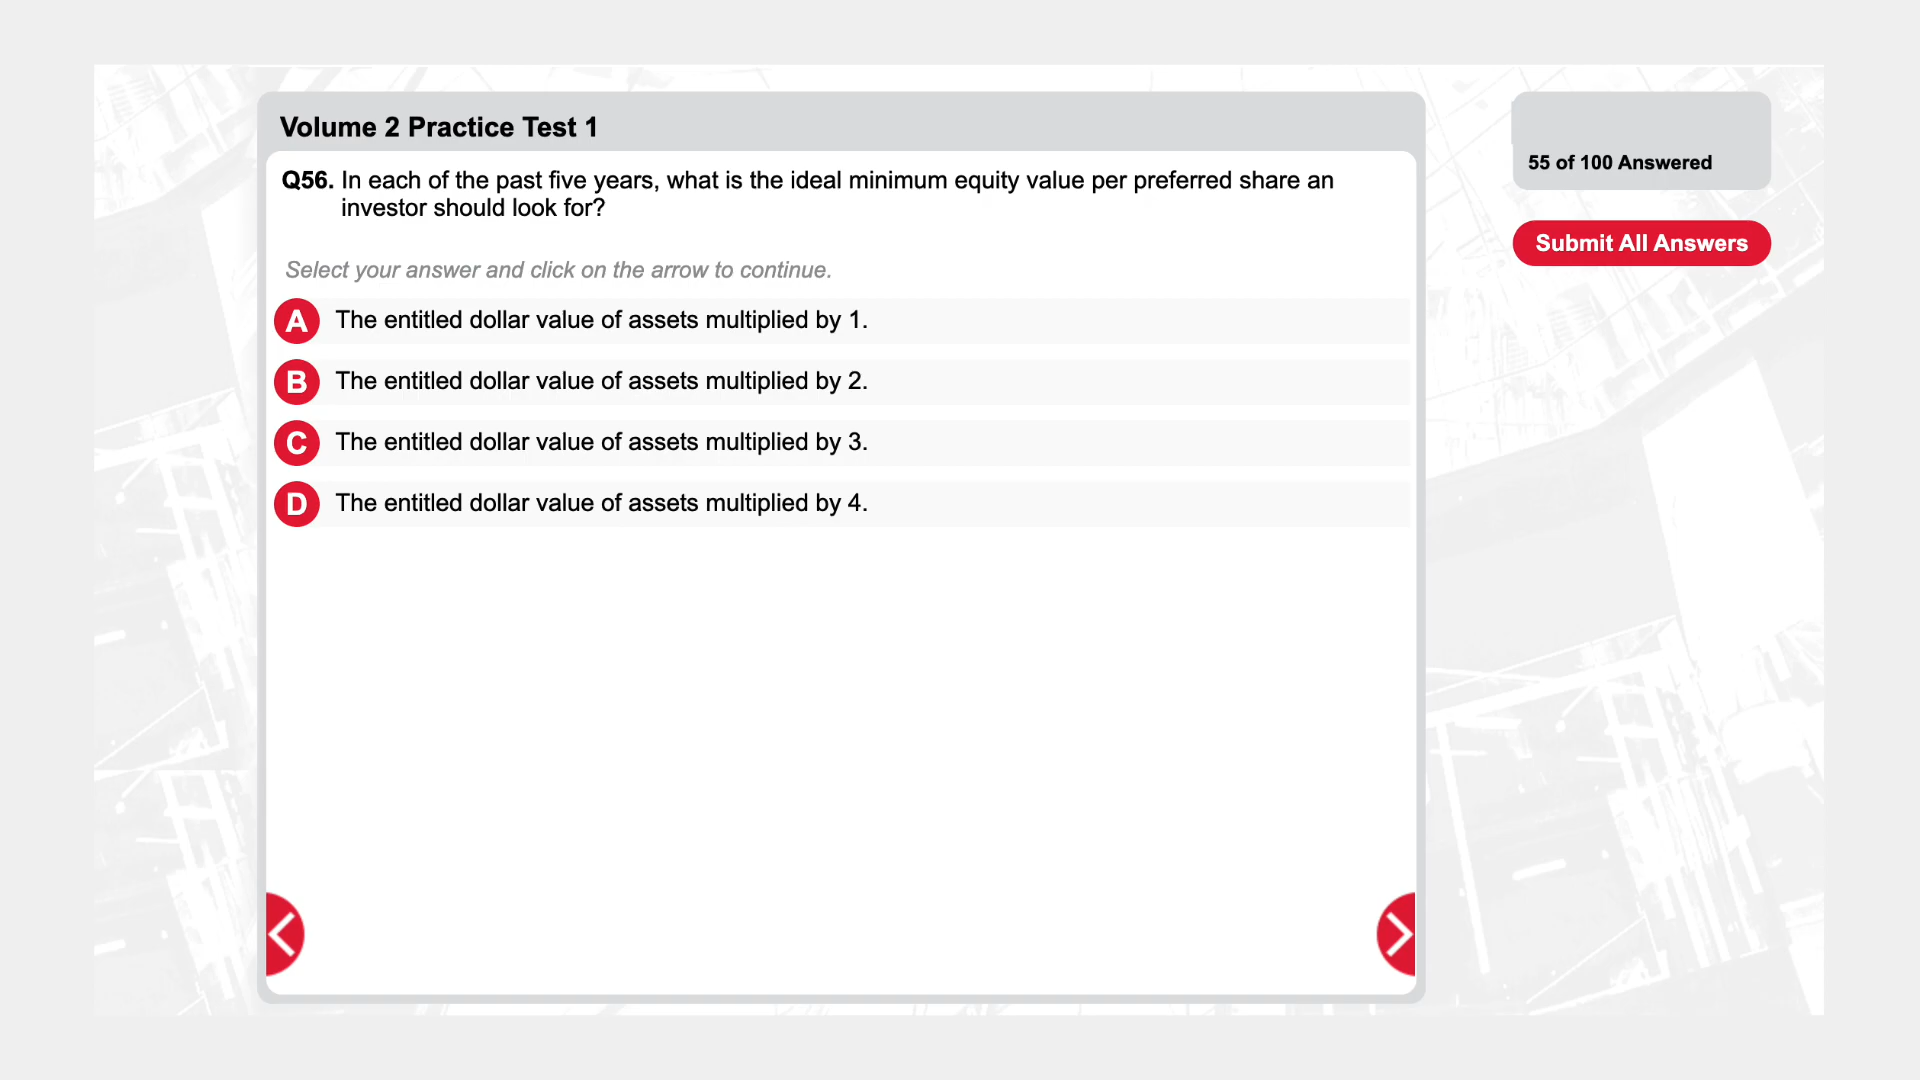 Volume 2 Practice Test 1
55 of 100 Answered
Submit All Answers
Q56. In each of the past five years, what is the ideal minimum equity value per preferred share an
investor should look for?
Select your answer and click on the arrow to continue.
A The entitled dollar value of assets multiplied by 1.
B The entitled dollar value of assets multiplied by 2.
C The entitled dollar value of assets multiplied by 3.
D The entitled dollar value of assets multiplied by 4.